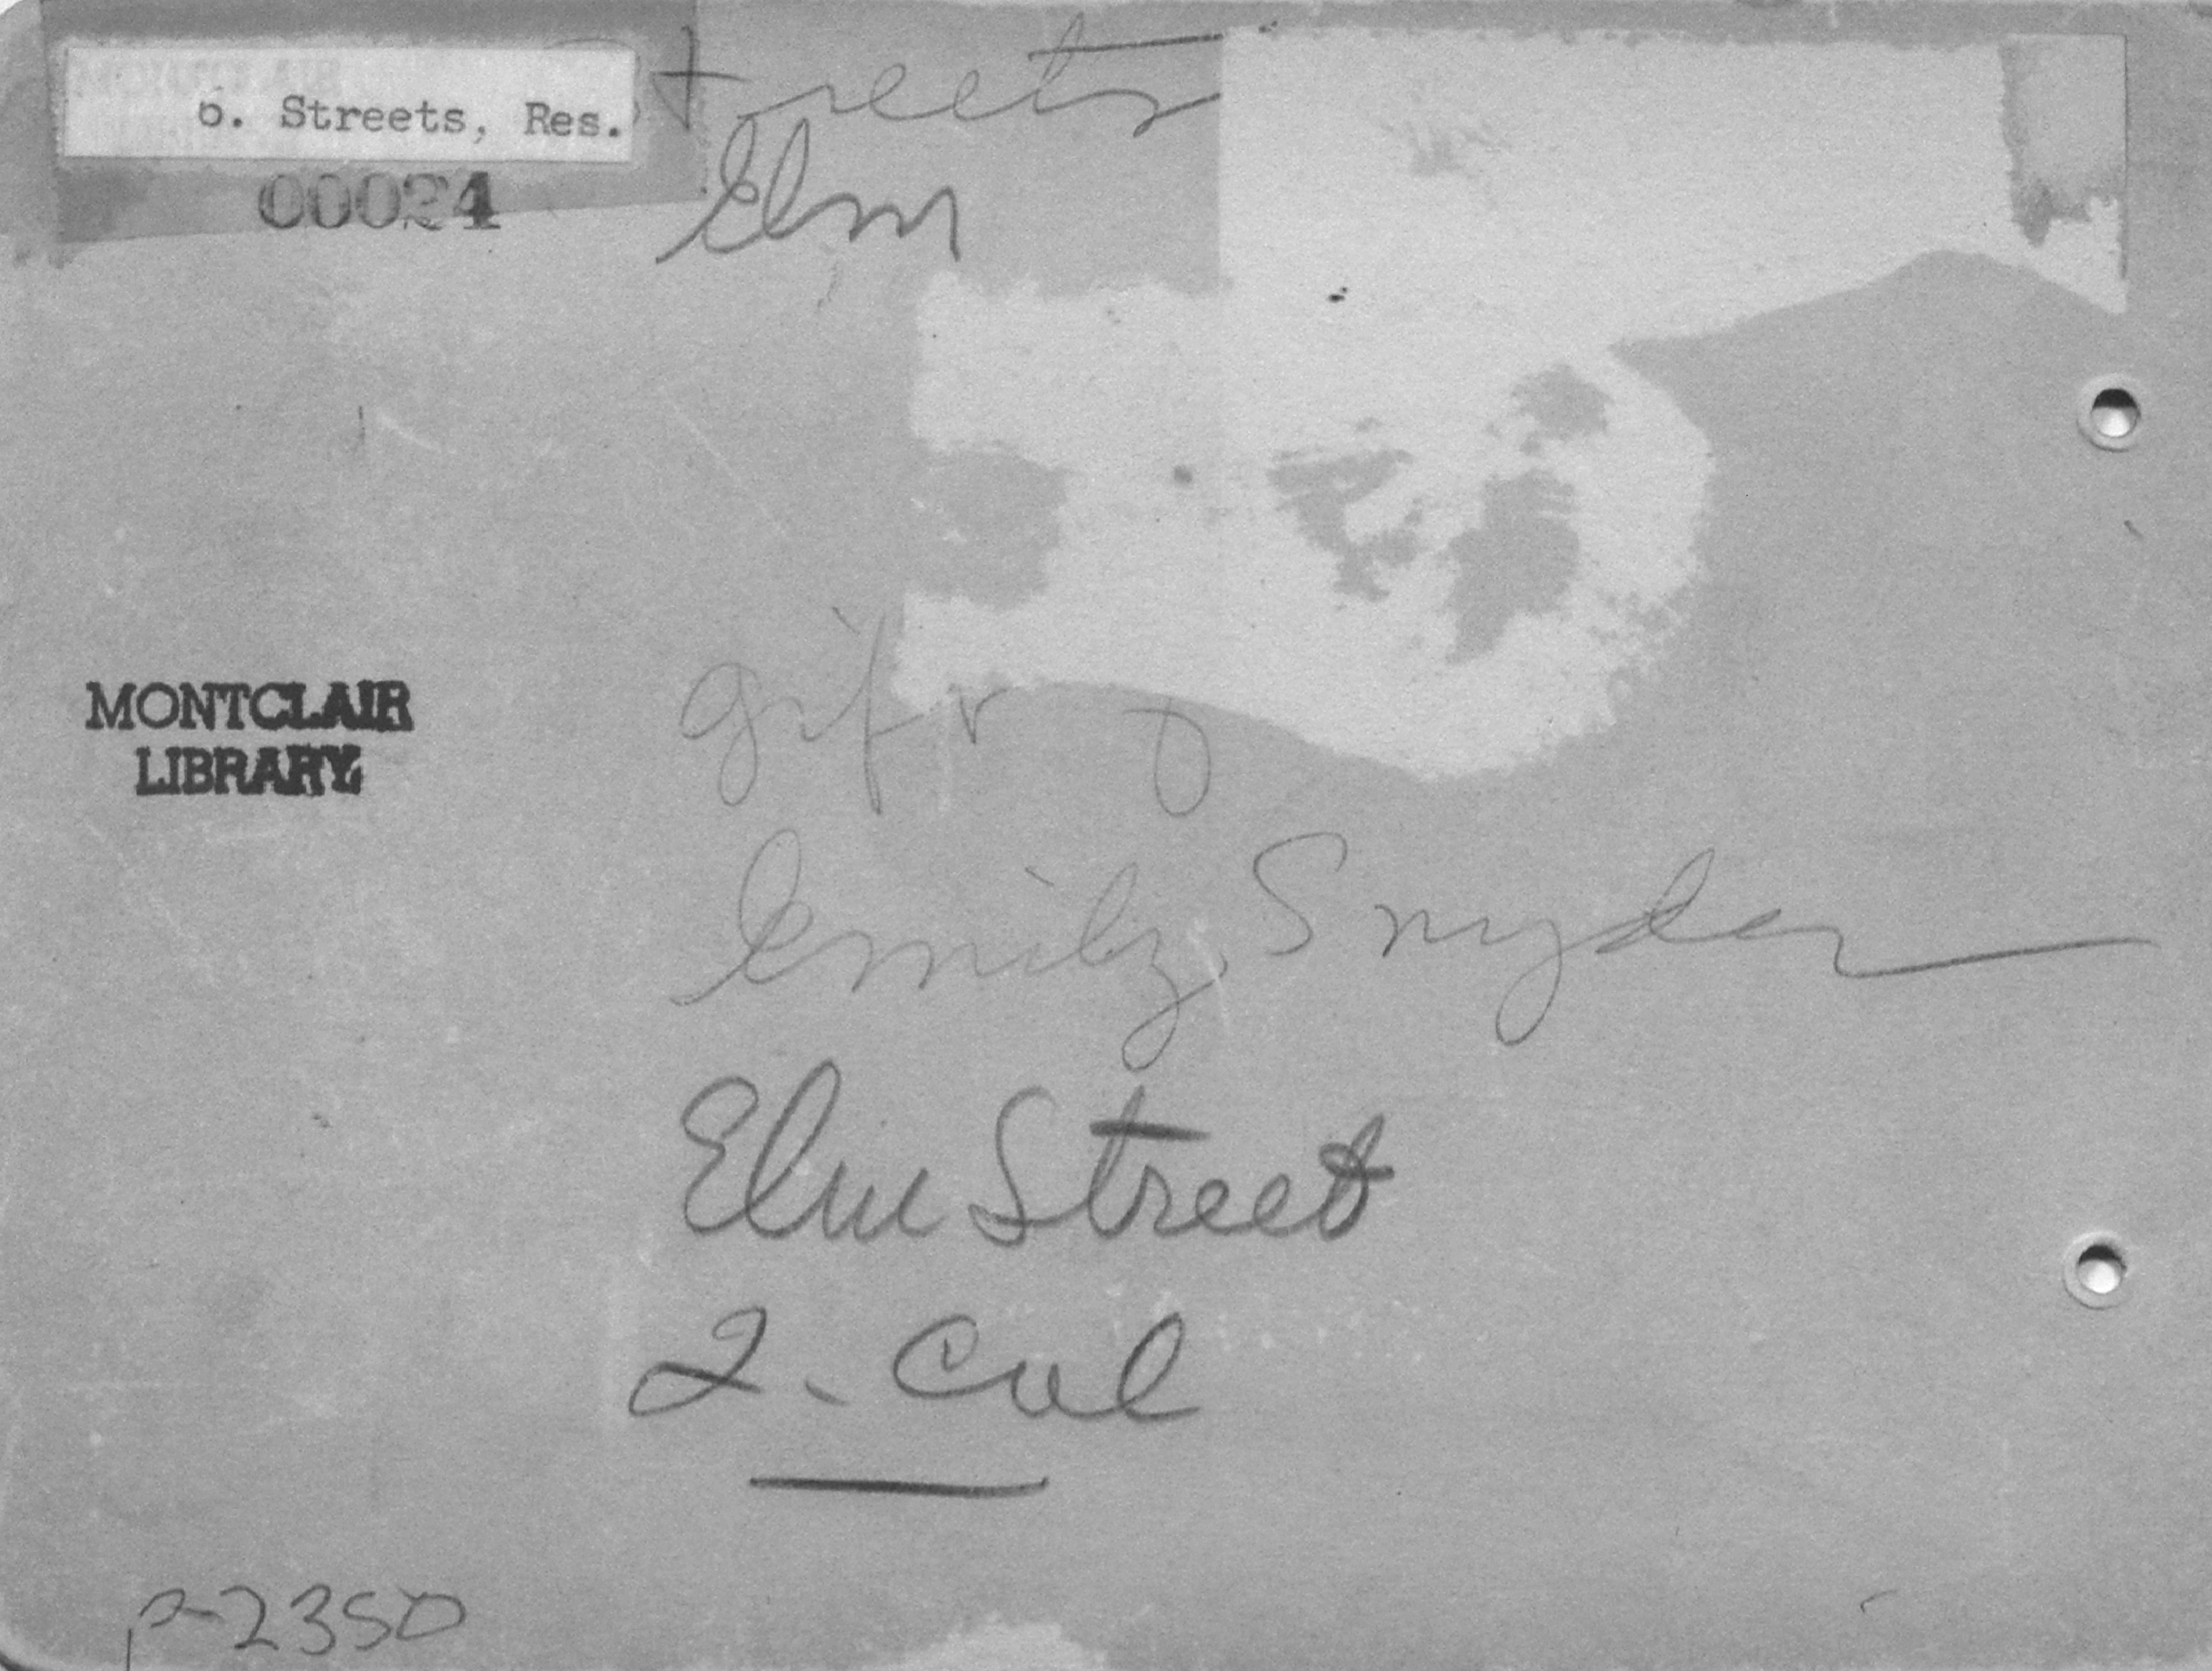 6. Streets, Res.
Streets
00024
Elm
MONTCLAIR
LIBRARY
gift of
Emily Snyder
Elm Street
2. Col
P-2350